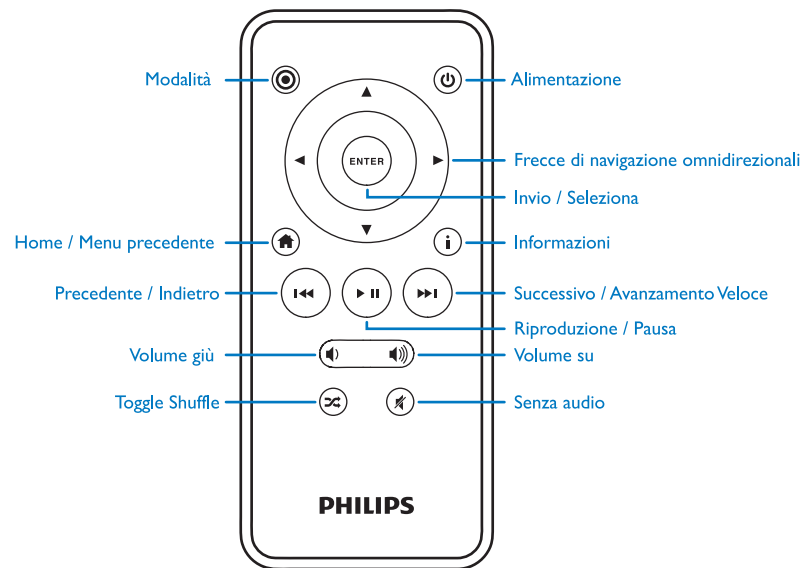 Modalità
Alimentazione
ENTER
Frecce di navigazione omnidirezionali
Invio / Seleziona
Home / Menu precedente
i
Informazioni
Precedente / Indietro
Successivo / Avanzamento Veloce
Riproduzione / Pausa
Volume giù
Volume su
Toggle Shuffle
Senza audio
PHILIPS